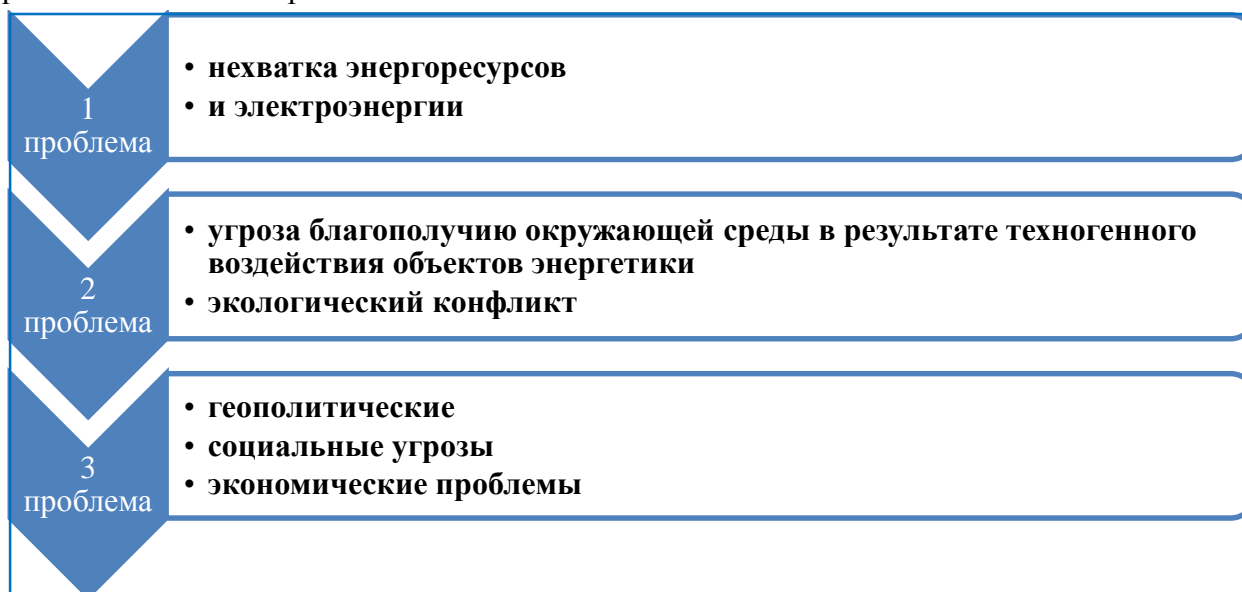 1
проблема
• нехватка энергоресурсов
• и электроэнергии
2
проблема
• угроза благополучию окружающей среды в результате техногенного
воздействия объектов энергетики
• экологический конфликт
3
проблема
• геополитические
• социальные угрозы
• экономические проблемы